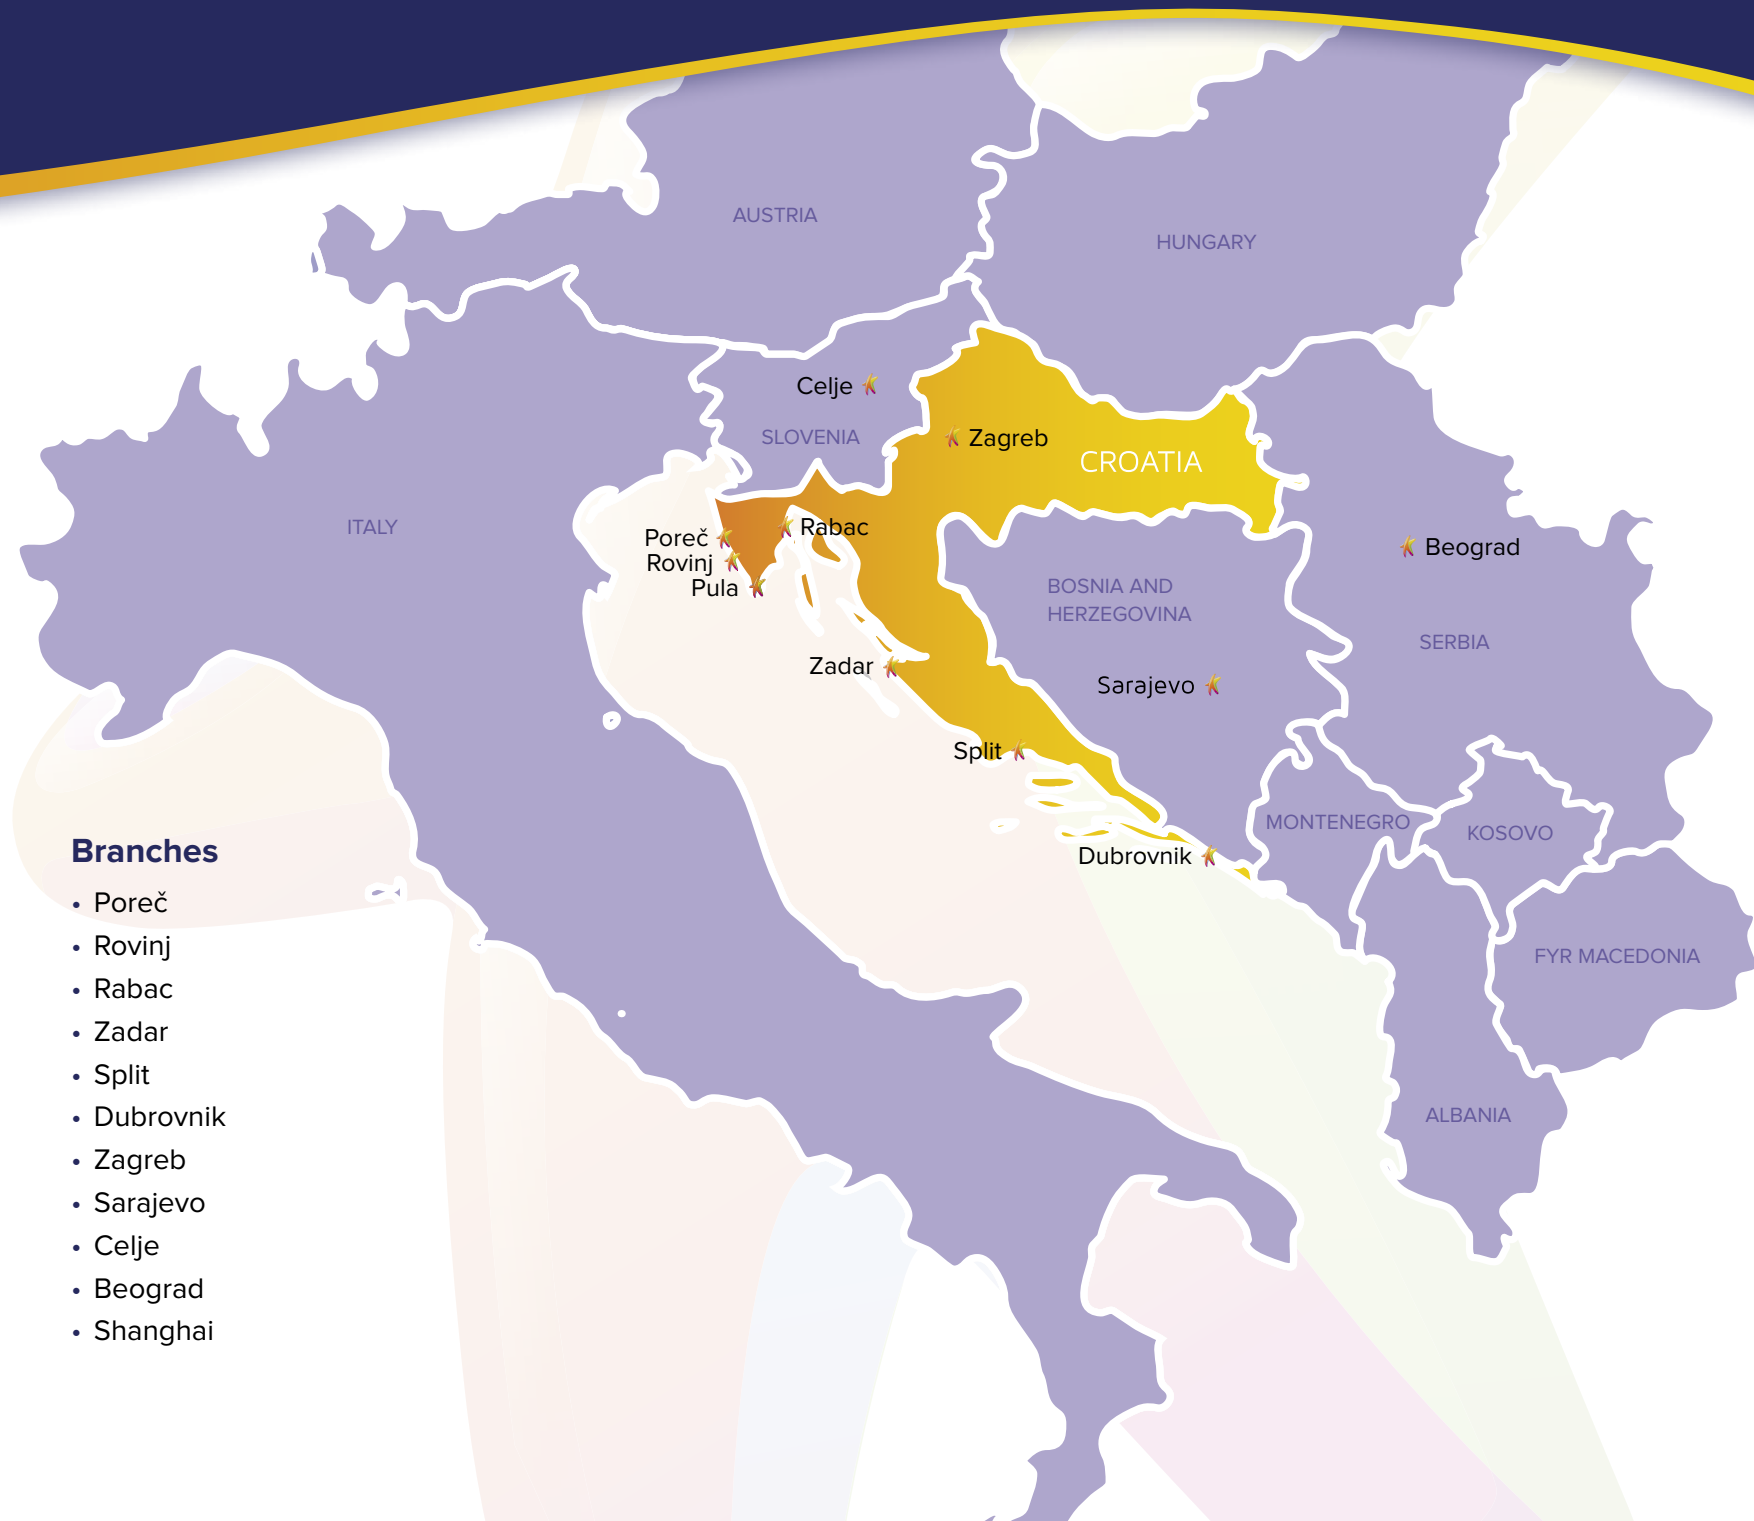 AUSTRIA
HUNGARY
Celje
SLOVENIA
Zagreb
CROATIA
ITALY
Rabac
Poreč
Rovinj
Pula
Beograd
BOSNIA AND
HERZEGOVINA
SERBIA
Zadar
Sarajevo
Split
MONTENEGRO
KOSOVO
Dubrovnik
FYR MACEDONIA
ALBANIA
Branches
• Poreč
• Rovinj
• Rabac
• Zadar
• Split
• Dubrovnik
• Zagreb
• Sarajevo
• Celje
• Beograd
• Shanghai